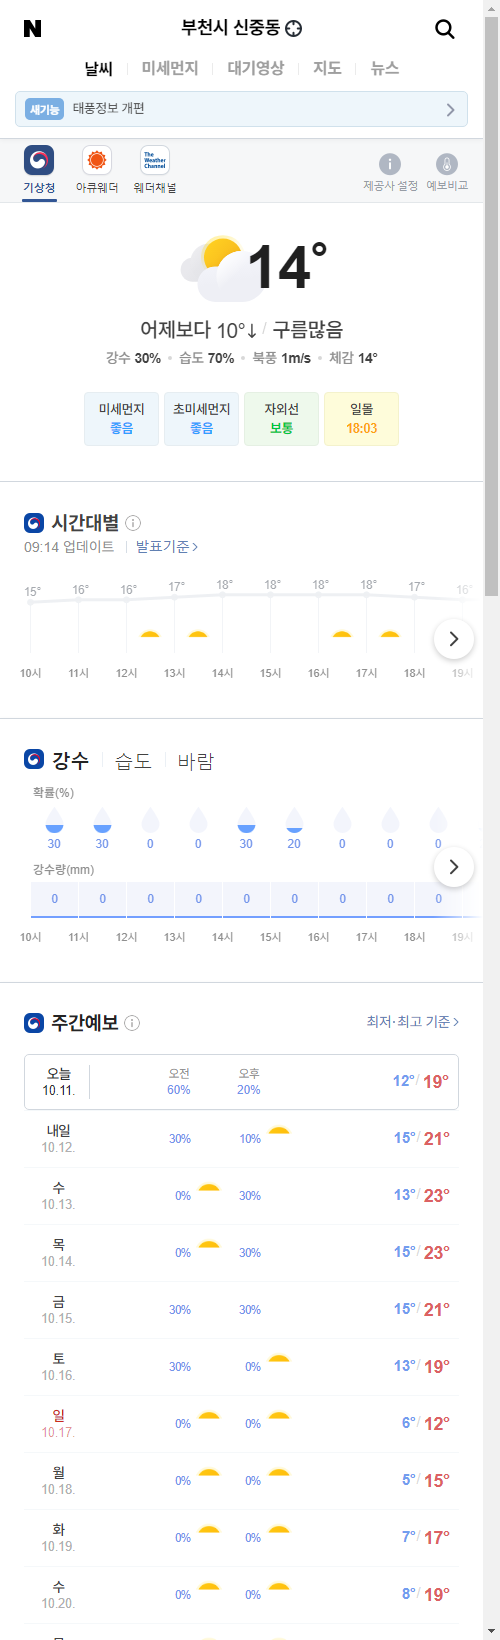 N
부천시 신중동
날씨 미세먼지 대기영상 지도 뉴스
새기능 태풍정보 개편
The Weather Channel
기상청 아큐웨더 웨더채널 제공사 설정 예보비교
14°
어제보다 10°↓ / 구름많음
강수 30% • 습도 70% • 북풍 1m/s • 체감 14°
미세먼지 초미세먼지 자외선 일몰
좋음 좋음 보통 18:03
시간대별
09:14 업데이트 발표기준 >
15° 16° 16° 17° 18° 18° 18° 18° 17° 16°
10시 11시 12시 13시 14시 15시 16시 17시 18시 19시
강수 습도 바람
확률(%)
30 30 0 0 30 20 0 0 0
강수량(mm)
0 0 0 0 0 0 0 0 0
10시 11시 12시 13시 14시 15시 16시 17시 18시 19시
주간예보 최저·최고 기준 >
오늘 오전 오후
10.11. 60% 20% 12°/ 19°
내일
10.12. 30% 10% 15°/ 21°
수
10.13. 0% 30% 13°/ 23°
목
10.14. 0% 30% 15°/ 23°
금
10.15. 30% 30% 15°/ 21°
토
10.16. 30% 0% 13°/ 19°
일
10.17. 0% 0% 6°/ 12°
월
10.18. 0% 0% 5°/ 15°
화
10.19. 0% 0% 7°/ 17°
수
10.20. 0% 0% 8°/ 19°